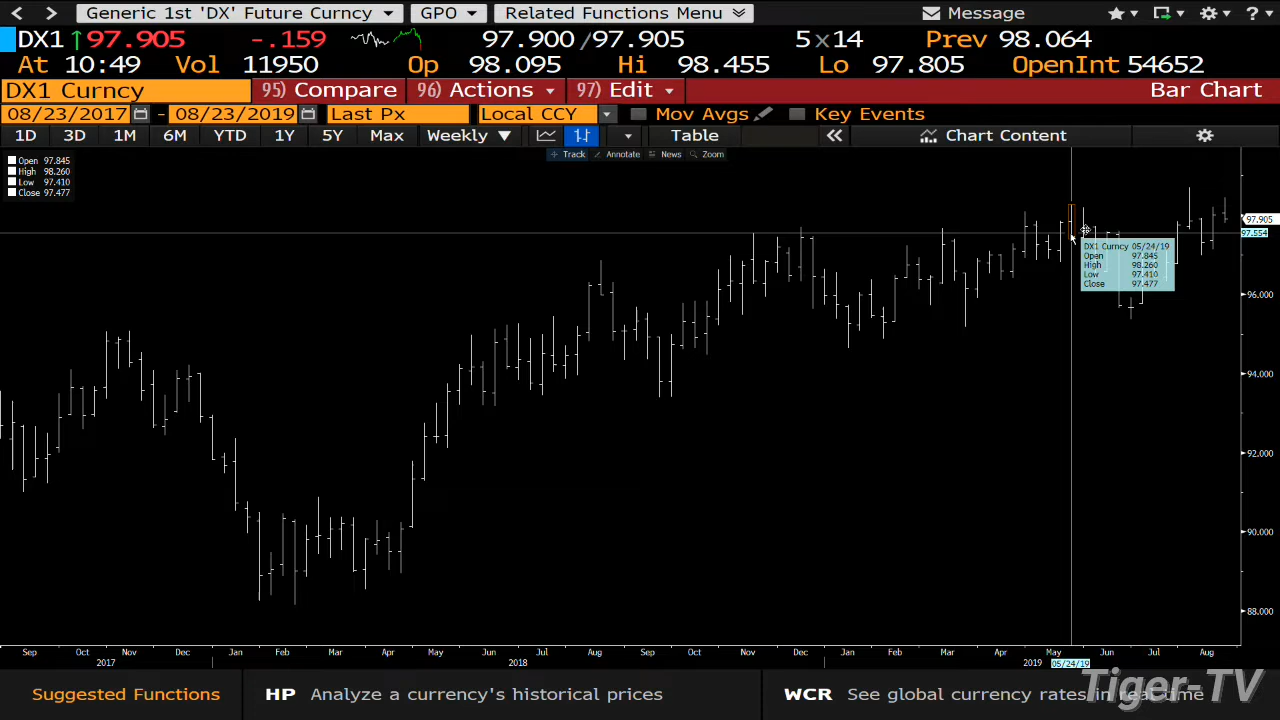 Generic 1st 'DX' Future Curncy GPO Related Functions Menu Message ?
DX1 ↑97.905 -.159 97.900/97.905 5x14 Prev 98.064
At 10:49 Vol 11950 Op 98.095 Hi 98.455 Lo 97.805 OpenInt 54652
DX1 Curncy 95) Compare 96) Actions 97) Edit Bar Chart
08/23/2017 - 08/23/2019 Last Px Local CCY Mov Avgs Key Events
1D 3D 1M 6M YTD 1Y 5Y Max Weekly ▼ Table Chart Content
Track Annotate News Zoom
Open 97.845
High 98.260
Low 97.410
Close 97.477
97.905
97.554
DX1 Curncy 05/24/19
Open 97.845
High 98.260
Low 97.410
Close 97.477
96.000
94.000
92.000
90.000
88.000
Sep Oct Nov Dec Jan Feb Mar Apr May Jun Jul Aug Sep Oct Nov Dec Jan Feb Mar Apr May Jun Jul Aug
2017 2018 2019 05/24/19
Suggested Functions HP Analyze a currency's historical prices WCR See global currency rates in real time
Tiger-TV